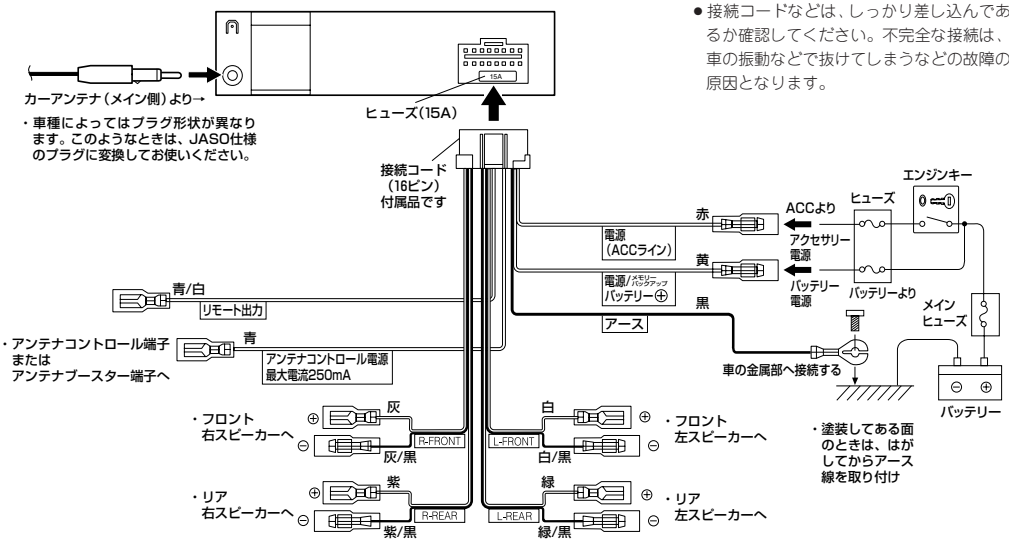 ● 接続コードなどは、しっかり差し込んであ
るか確認してください。不完全な接続は、
車の振動などで抜けてしまうなどの故障の
原因となります。
15A
ヒューズ(15A)
カーアンテナ(メイン側)より→
・車種によってはプラグ形状が異なり
ます。このようなときは、JASO仕様
のプラグに変換してお使いください。
接続コード
(16ピン)
付属品です
エンジンキー
ヒューズ
赤
ACCより
電源
(ACCライン)
アクセサリー
電源
黄
電源/メモリーバックアップ
バッテリー⊕
バッテリー
電源
バッテリーより
メイン
ヒューズ
黒
アース
車の金属部へ接続する
⊖ ⊕
バッテリー
・塗装してある面
のときは、はが
してからアース
線を取り付け
青/白
リモート出力
青
アンテナコントロール電源
最大電流250mA
・アンテナコントロール端子
または
アンテナブースター端子へ
・フロント
右スピーカーへ
⊕
灰
R-FRONT
⊖
灰/黒
白
⊕
L-FRONT
白/黒
⊖
・フロント
左スピーカーへ
・リア
右スピーカーへ
⊕
紫
R-REAR
⊖
紫/黒
緑
⊕
L-REAR
緑/黒
⊖
・リア
左スピーカーへ